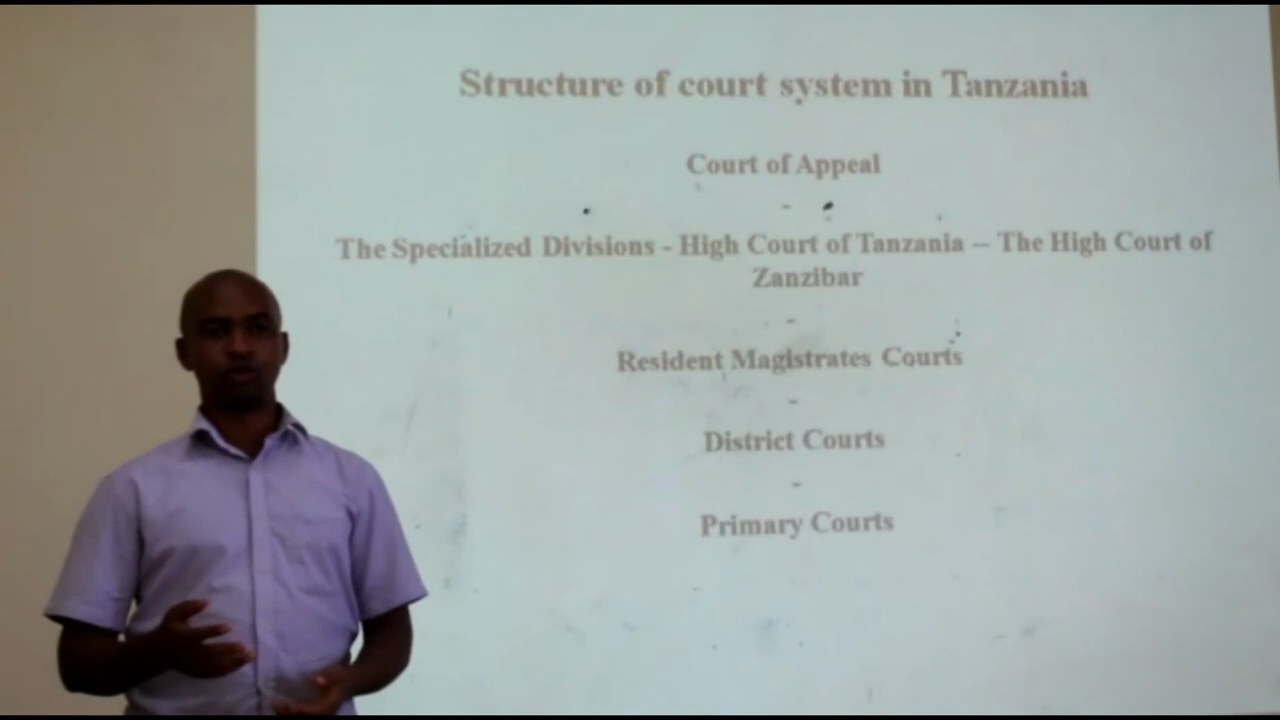 Structure of court system in Tanzania
Court of Appeal
-
The Specialized Divisions - High Court of Tanzania – The High Court of
Zanzibar
-
Resident Magistrates Courts
-
District Courts
-
Primary Courts